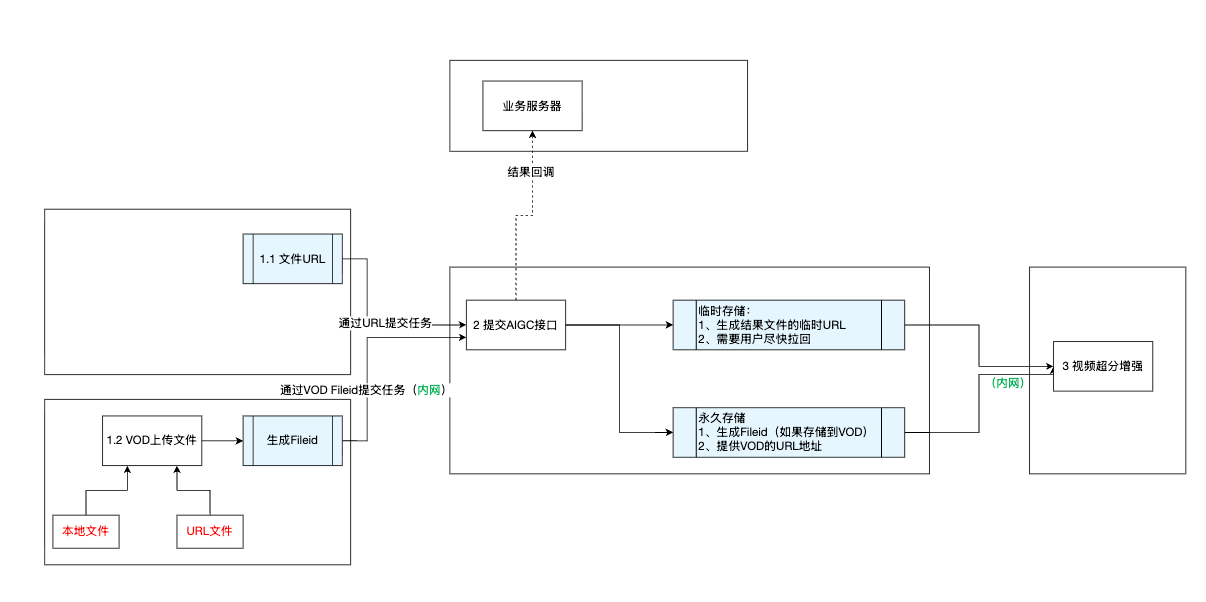 业务服务器
结果回调
1.1 文件URL
通过URL提交任务
2 提交AIGC接口
临时存储：
1、生成结果文件的临时URL
2、需要用户尽快拉回
3 视频超分增强
（内网）
通过VOD Fileid提交任务（内网）
1.2 VOD上传文件
生成Fileid
永久存储
1、生成Fileid（如果存储到VOD）
2、提供VOD的URL地址
本地文件
URL文件